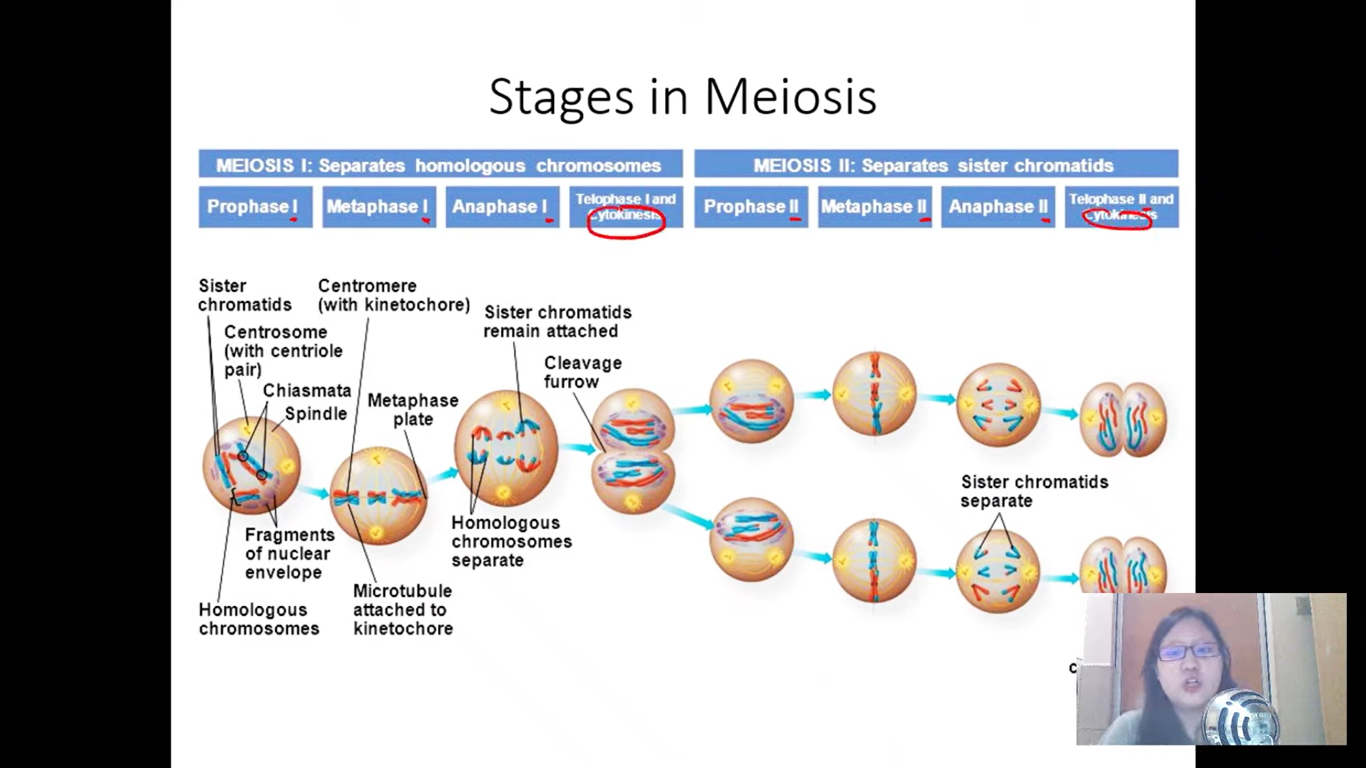 Stages in Meiosis
MEIOSIS I: Separates homologous chromosomes
MEIOSIS II: Separates sister chromatids
Prophase I
Metaphase I
Anaphase I
Telophase I and
Cytokinesis
Prophase II
Metaphase II
Anaphase II
Telophase II and
Cytokinesis
Sister
chromatids
Centrosome
(with centriole
pair)
Chiasmata
Spindle
Centromere
(with kinetochore)
Metaphase
plate
Sister chromatids
remain attached
Cleavage
furrow
Fragments
of nuclear
envelope
Homologous
chromosomes
Microtubule
attached to
kinetochore
Homologous
chromosomes
separate
Sister chromatids
separate